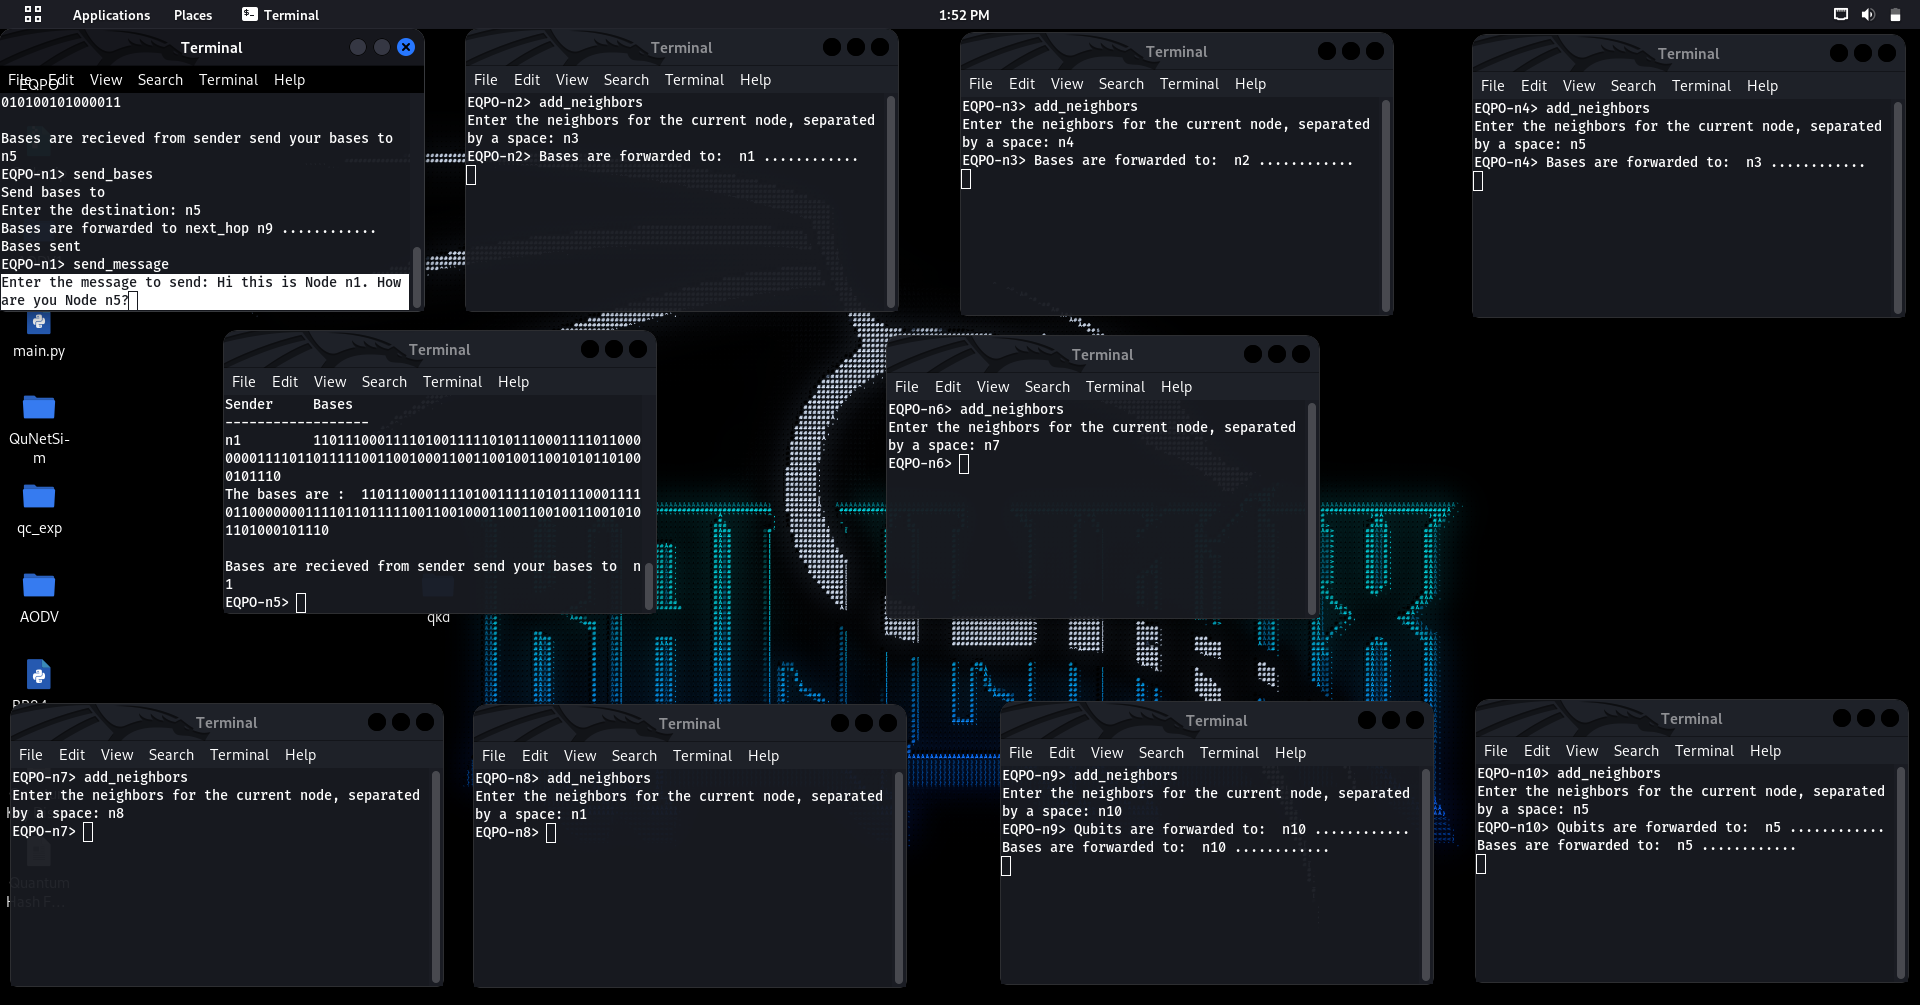 Applications Places Terminal 1:52 PM
Terminal
File Edit View Search Terminal Help
EQPO
010100101000011
Bases are recieved from sender send your bases to
n5
EQPO-n1> send_bases
Send bases to
Enter the destination: n5
Bases are forwarded to next_hop n9 ............
Bases sent
EQPO-n1> send_message
Enter the message to send: Hi this is Node n1. How
are you Node n5?
Terminal
File Edit View Search Terminal Help
EQPO-n2> add_neighbors
Enter the neighbors for the current node, separated
by a space: n3
EQPO-n2> Bases are forwarded to:  n1 ............
Terminal
File Edit View Search Terminal Help
EQPO-n3> add_neighbors
Enter the neighbors for the current node, separated
by a space: n4
EQPO-n3> Bases are forwarded to:  n2 ............
Terminal
File Edit View Search Terminal Help
EQPO-n4> add_neighbors
Enter the neighbors for the current node, separated
by a space: n5
EQPO-n4> Bases are forwarded to:  n3 ............
main.py
QuNetSi-
m
qc_exp
AODV
Terminal
File Edit View Search Terminal Help
Sender     Bases
------------------
n1         11011100011110100111110101110001111011000
0000111101101111100110010001100110010011001010110100
0101110
The bases are :  11011100011110100111110101110001111
0110000000111101101111100110010001100110010011001010
1101000101110
Bases are recieved from sender send your bases to  n
1
EQPO-n5>
qkd
Terminal
File Edit View Search Terminal Help
EQPO-n6> add_neighbors
Enter the neighbors for the current node, separated
by a space: n7
EQPO-n6>
Terminal
File Edit View Search Terminal Help
EQPO-n7> add_neighbors
Enter the neighbors for the current node, separated
by a space: n8
EQPO-n7>
Quantum
Hash F...
Terminal
File Edit View Search Terminal Help
EQPO-n8> add_neighbors
Enter the neighbors for the current node, separated
by a space: n1
EQPO-n8>
Terminal
File Edit View Search Terminal Help
EQPO-n9> add_neighbors
Enter the neighbors for the current node, separated
by a space: n10
EQPO-n9> Qubits are forwarded to:  n10 ............
Bases are forwarded to:  n10 ............
Terminal
File Edit View Search Terminal Help
EQPO-n10> add_neighbors
Enter the neighbors for the current node, separated
by a space: n5
EQPO-n10> Qubits are forwarded to:  n5 ............
Bases are forwarded to:  n5 ............